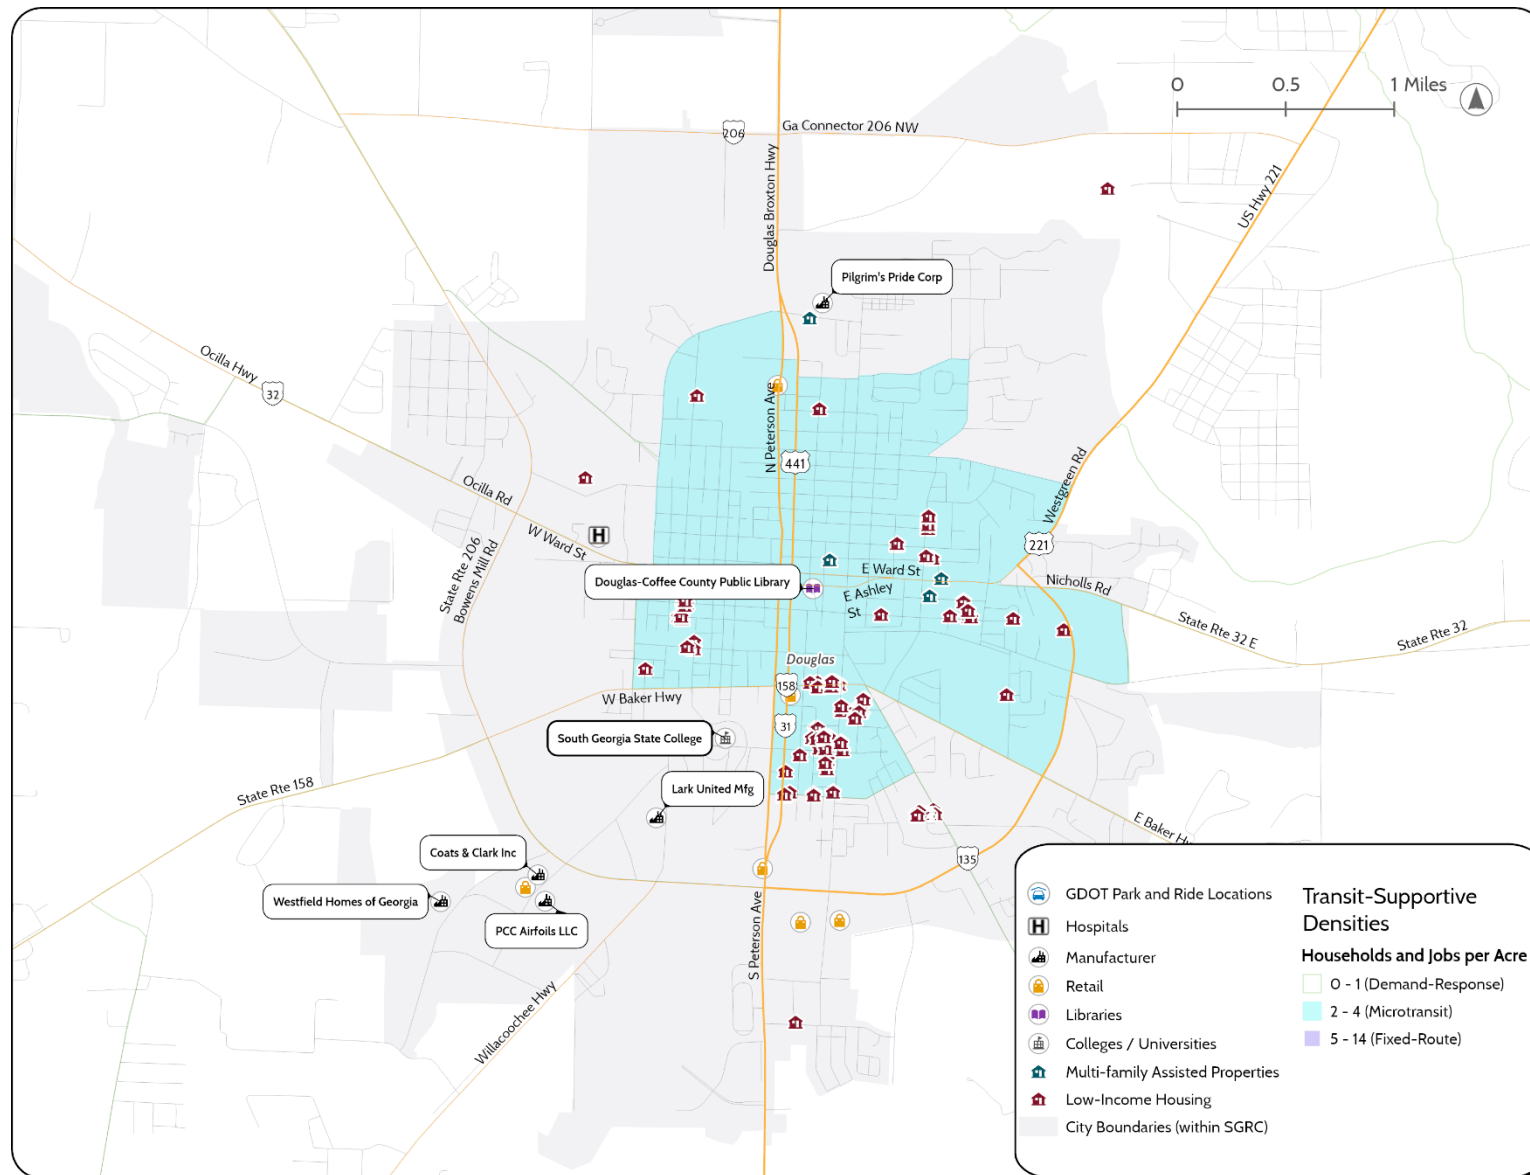 0 0.5 1 Miles
206
Ga Connector 206 NW
Douglas Broxton Hwy
US Hwy 221
Pilgrim's Pride Corp
Ocilla Hwy
32
N Peterson Ave
441
Westgreen Rd
Ocilla Rd
W Ward St
H
State Rte 206
Bowens Mill Rd
221
E Ward St
Nicholls Rd
Douglas-Coffee County Public Library
E Ashley
St
State Rte 32 E
State Rte 32
Douglas
158
W Baker Hwy
31
South Georgia State College
State Rte 158
Lark United Mfg
E Baker Hw
135
Coats & Clark Inc
Westfield Homes of Georgia
PCC Airfoils LLC
S Peterson Ave
Willacoochee Hwy
GDOT Park and Ride Locations
H Hospitals
Manufacturer
Retail
Libraries
Colleges / Universities
Multi-family Assisted Properties
Low-Income Housing
City Boundaries (within SGRC)
Transit-Supportive
Densities
Households and Jobs per Acre
0 - 1 (Demand-Response)
2 - 4 (Microtransit)
5 - 14 (Fixed-Route)